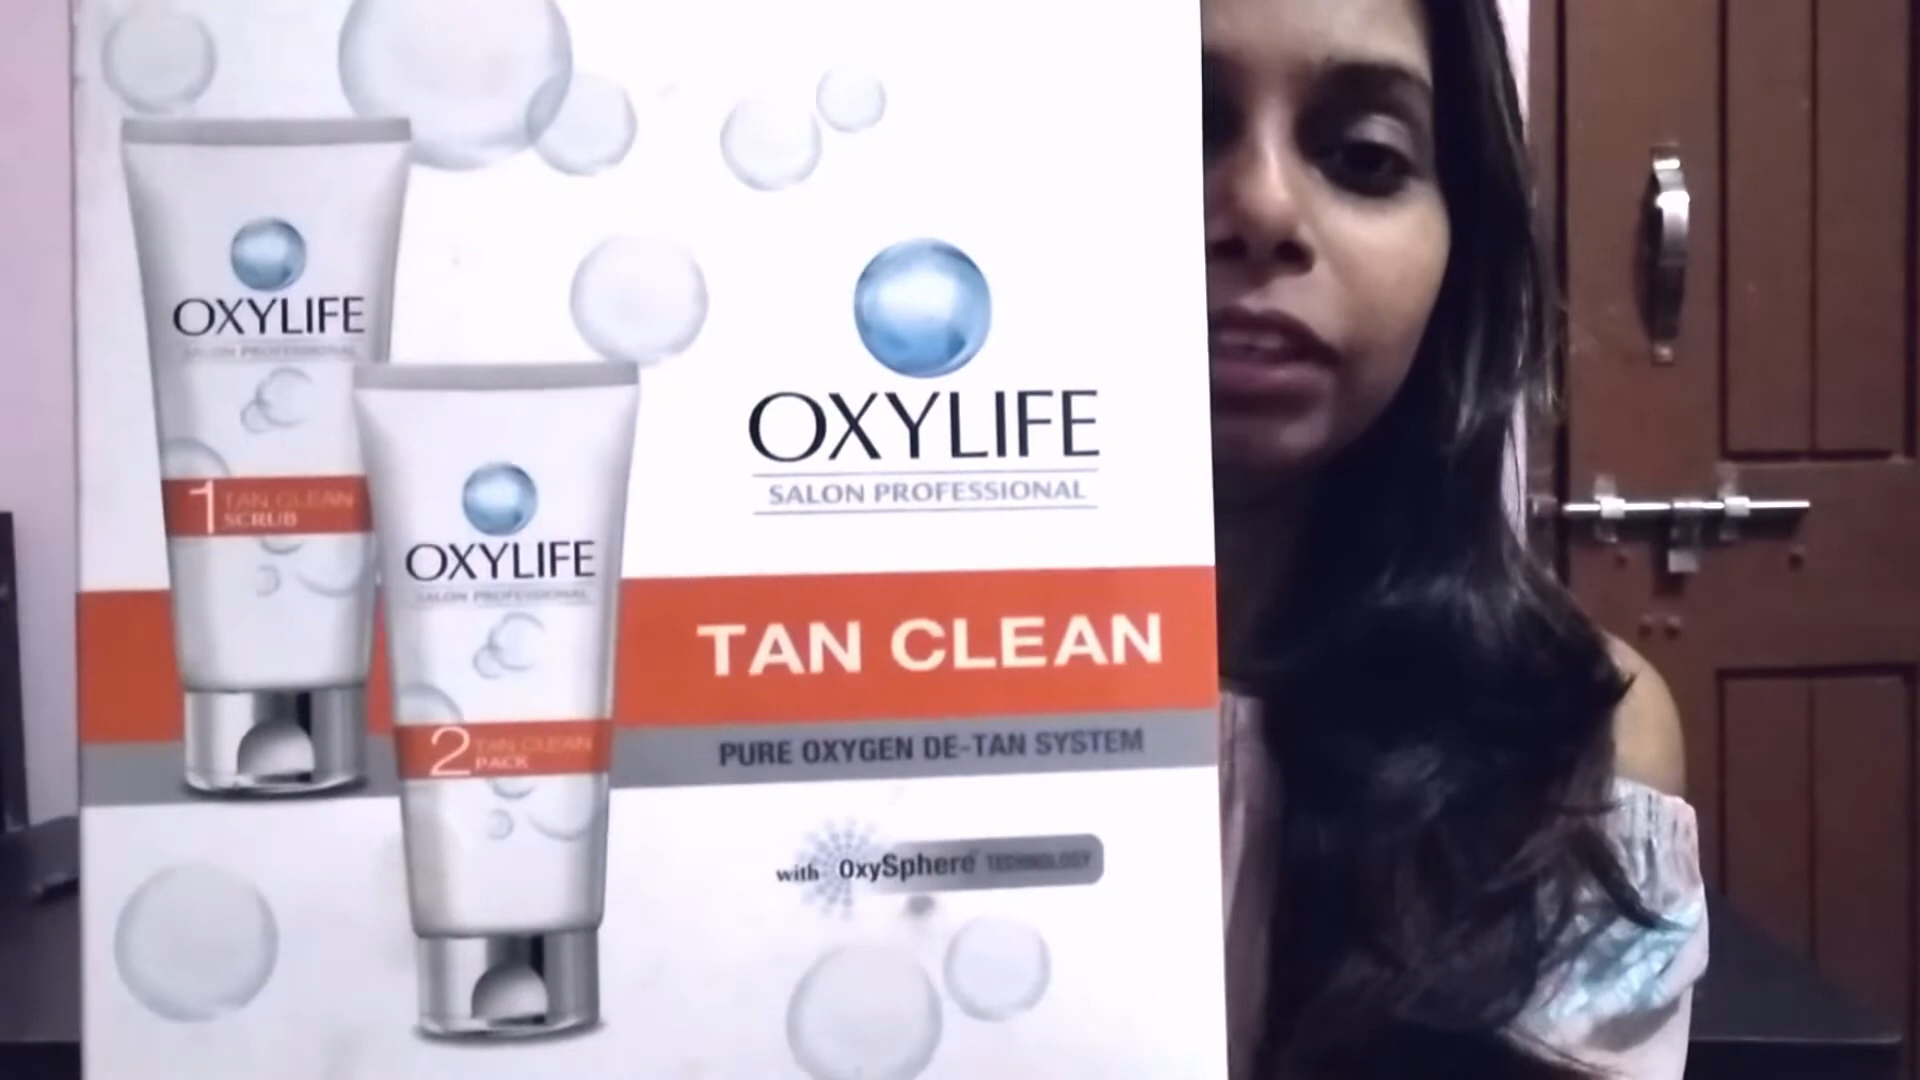 OXYLIFE
SALON PROFESSIONAL
1 TAN CLEAN
SCRUB
OXYLIFE
SALON PROFESSIONAL
2 TAN CLEAN
PACK
OXYLIFE
SALON PROFESSIONAL
TAN CLEAN
PURE OXYGEN DE-TAN SYSTEM
with OxySphere TECHNOLOGY